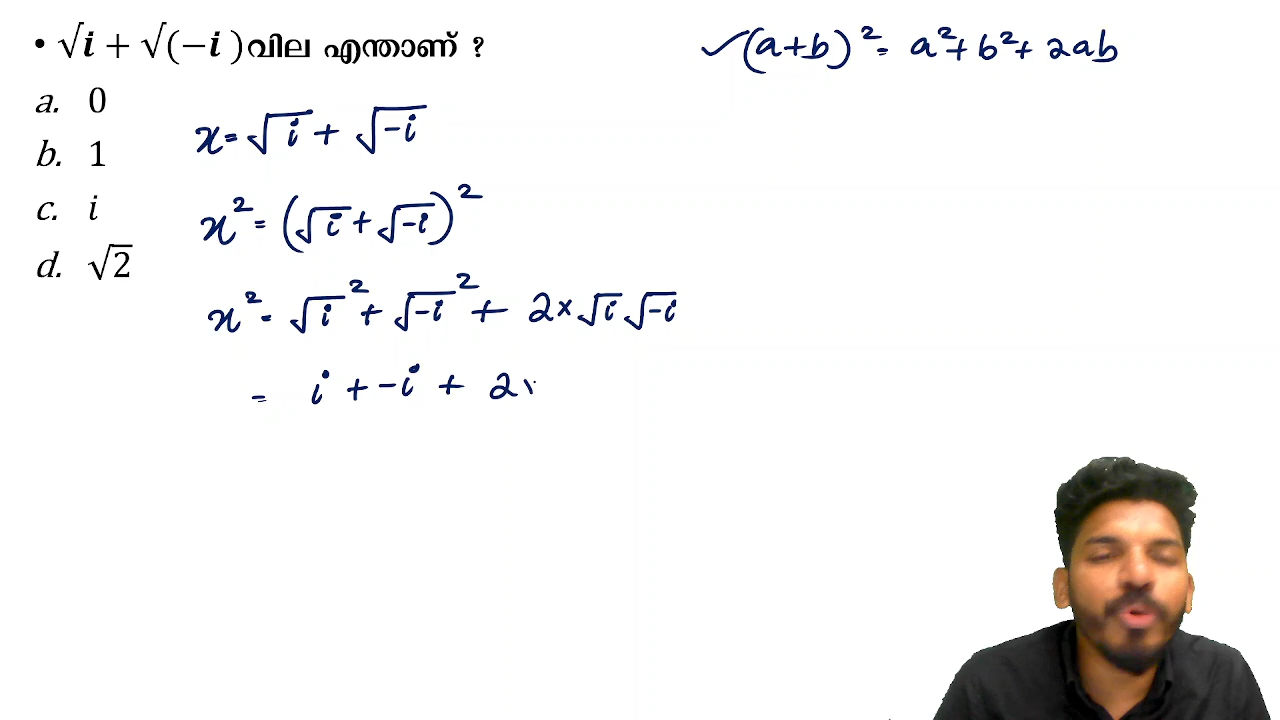 • √i + √(−i) വില എന്താണ് ?
a. 0
b. 1
c. i
d. √2
✓(a+b)² = a² + b² + 2ab
x = √i + √-i
x² = (√i + √-i)²
x² = √i² + √-i² + 2×√i √-i
= i + -i + 2